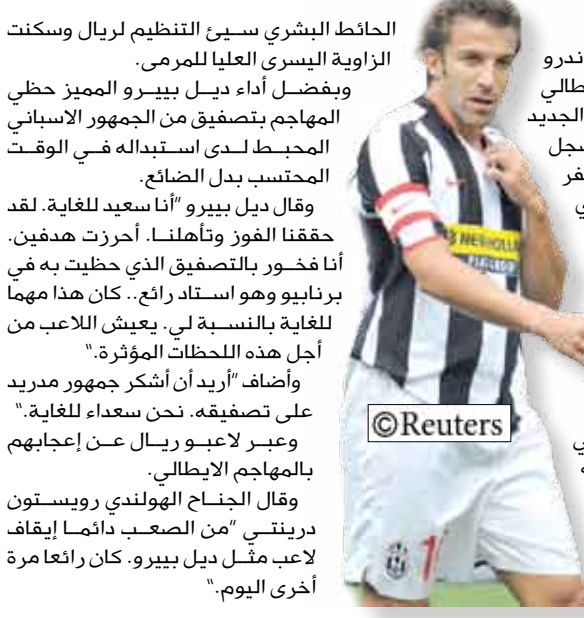 ندرو
طالي
الجديد
سجل
فر
ي
الحائط البشري سيئ التنظيم لريال وسكنت
الزاوية اليسرى العليا للمرمى.
وبفضل أداء ديل بييرو المميز حظي
المهاجم بتصفيق من الجمهور الاسباني
المحبط لدى استبداله في الوقت
المحتسب بدل الضائع.
وقال ديل بييرو "أنا سعيد للغاية. لقد
حققنا الفوز وتأهلنا. أحرزت هدفين.
أنا فخور بالتصفيق الذي حظيت به في
برنابيو وهو استاد رائع.. كان هذا مهما
للغاية بالنسبة لي. يعيش اللاعب من
أجل هذه اللحظات المؤثرة."
وأضاف "أريد أن أشكر جمهور مدريد
على تصفيقه. نحن سعداء للغاية."
وعبر لاعبو ريال عن إعجابهم
بالمهاجم الايطالي.
وقال الجناح الهولندي رويستون
درينتي "من الصعب دائما إيقاف
لاعب مثل ديل بييرو. كان رائعا مرة
أخرى اليوم."
©Reuters